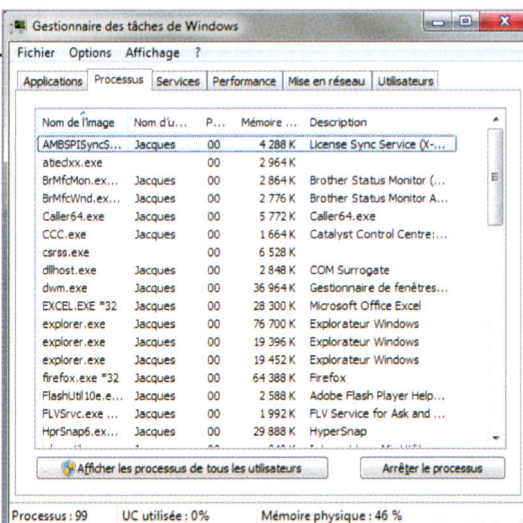 Gestionnaire des tâches de Windows
Fichier Options Affichage ?
Applications Processus Services Performance Mise en réseau Utilisateurs
Nom de l'image Nom d'u... P... Mémoire ... Description
AMBSPISyncS... Jacques 00 4 288 K License Sync Service (X-...
atiedxx.exe 00 2 964 K
BrMfcMon.ex... Jacques 00 2 864 K Brother Status Monitor (...
BrMfcWnd.ex... Jacques 00 2 776 K Brother Status Monitor A...
Caller64.exe Jacques 00 5 772 K Caller64.exe
CCC.exe Jacques 00 1 664 K Catalyst Control Centre:...
csrss.exe 00 6 528 K
dllhost.exe Jacques 00 2 848 K COM Surrogate
dwm.exe Jacques 00 36 964 K Gestionnaire de fenêtres...
EXCEL.EXE *32 Jacques 00 28 300 K Microsoft Office Excel
explorer.exe Jacques 00 76 700 K Explorateur Windows
explorer.exe Jacques 00 19 396 K Explorateur Windows
explorer.exe Jacques 00 19 452 K Explorateur Windows
firefox.exe *32 Jacques 00 64 388 K Firefox
FlashUtil10e.e... Jacques 00 2 588 K Adobe Flash Player Help...
FLVSrvc.exe ... Jacques 00 1 992 K FLV Service for Ask and ...
HprSnap6.ex... Jacques 00 29 888 K HyperSnap
Afficher les processus de tous les utilisateurs Arrêter le processus
Processus : 99 UC utilisée : 0% Mémoire physique : 46 %